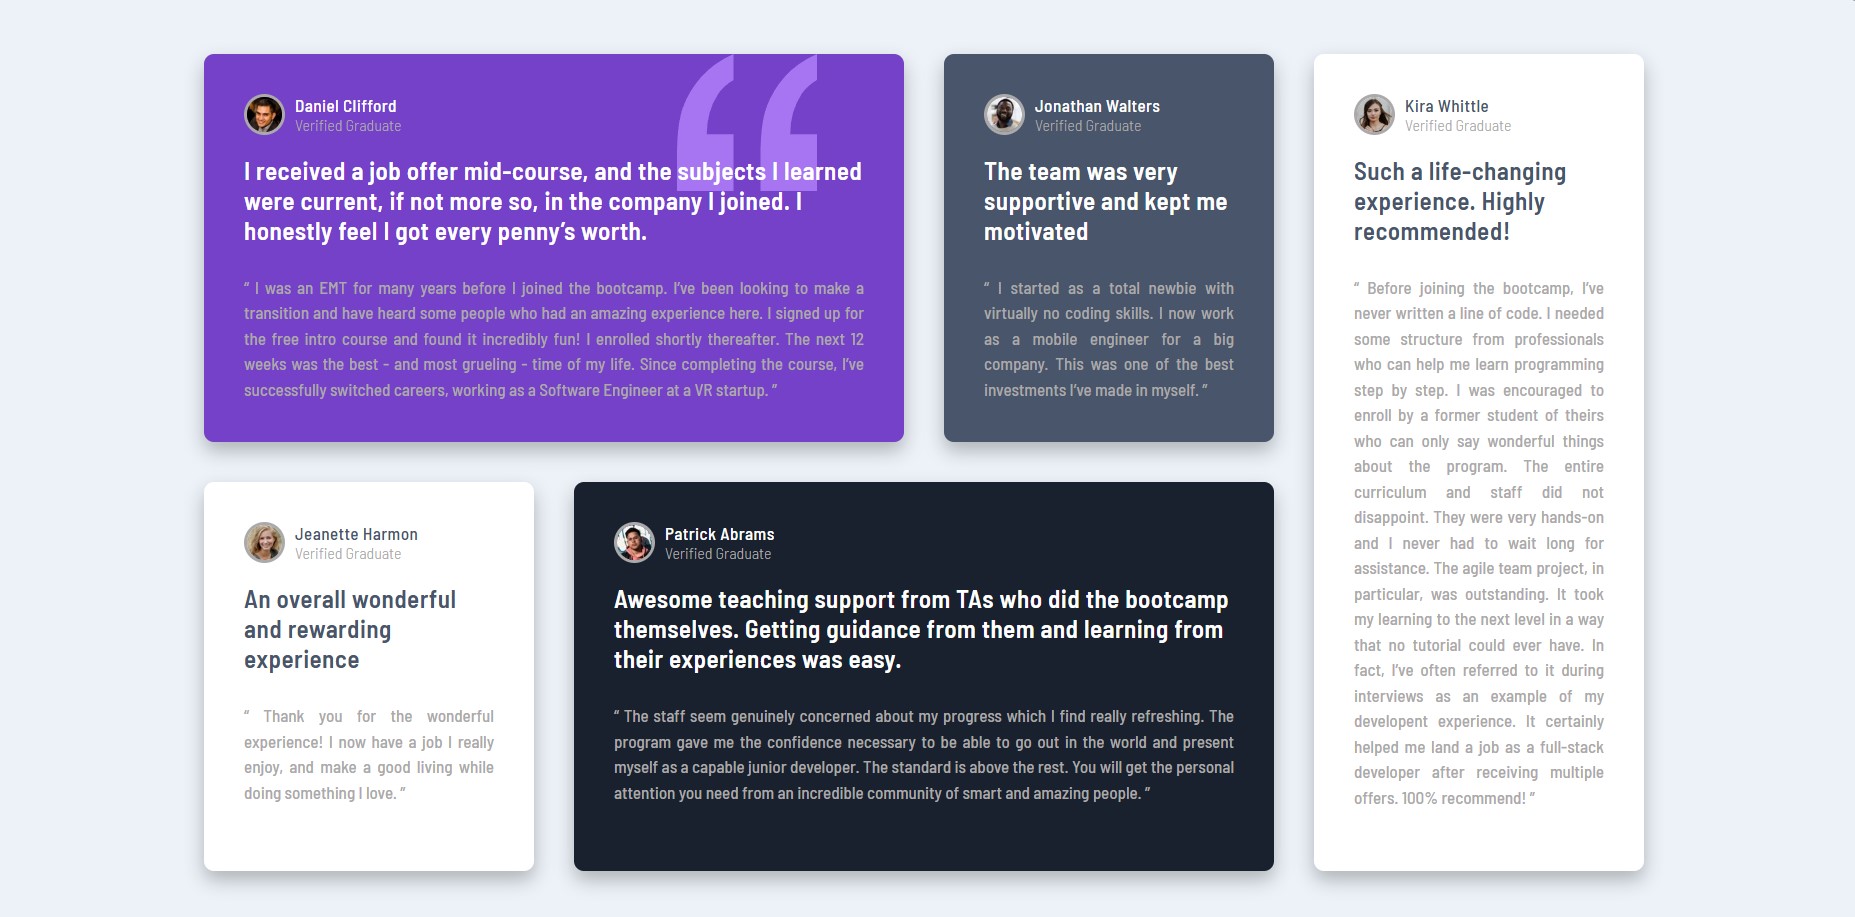 Daniel Clifford
Verified Graduate
I received a job offer mid-course, and the subjects I learned
were current, if not more so, in the company I joined. I
honestly feel I got every penny’s worth.
“ I was an EMT for many years before I joined the bootcamp. I’ve been looking to make a
transition and have heard some people who had an amazing experience here. I signed up for
the free intro course and found it incredibly fun! I enrolled shortly thereafter. The next 12
weeks was the best - and most grueling - time of my life. Since completing the course, I’ve
successfully switched careers, working as a Software Engineer at a VR startup. ”
Jonathan Walters
Verified Graduate
The team was very
supportive and kept me
motivated
“ I started as a total newbie with
virtually no coding skills. I now work
as a mobile engineer for a big
company. This was one of the best
investments I’ve made in myself. ”
Kira Whittle
Verified Graduate
Such a life-changing
experience. Highly
recommended!
“ Before joining the bootcamp, I’ve
never written a line of code. I needed
some structure from professionals
who can help me learn programming
step by step. I was encouraged to
enroll by a former student of theirs
who can only say wonderful things
about the program. The entire
curriculum and staff did not
disappoint. They were very hands-on
and I never had to wait long for
assistance. The agile team project, in
particular, was outstanding. It took
my learning to the next level in a way
that no tutorial could ever have. In
fact, I’ve often referred to it during
interviews as an example of my
developent experience. It certainly
helped me land a job as a full-stack
developer after receiving multiple
offers. 100% recommend! ”
Jeanette Harmon
Verified Graduate
An overall wonderful
and rewarding
experience
“ Thank you for the wonderful
experience! I now have a job I really
enjoy, and make a good living while
doing something I love. ”
Patrick Abrams
Verified Graduate
Awesome teaching support from TAs who did the bootcamp
themselves. Getting guidance from them and learning from
their experiences was easy.
“ The staff seem genuinely concerned about my progress which I find really refreshing. The
program gave me the confidence necessary to be able to go out in the world and present
myself as a capable junior developer. The standard is above the rest. You will get the personal
attention you need from an incredible community of smart and amazing people. ”